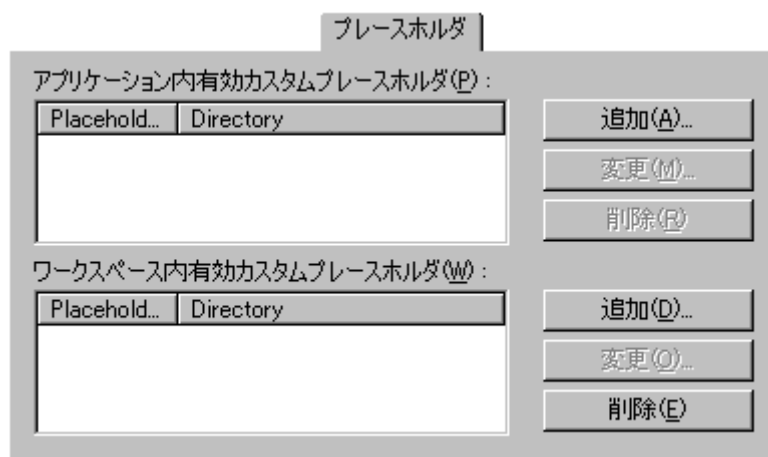 プレースホルダ
アプリケーション内有効カスタムプレースホルダ(P) :
Placehold... Directory
追加(A)...
変更(M)...
削除(R)
ワークスペース内有効カスタムプレースホルダ(W) :
Placehold... Directory
追加(D)...
変更(O)...
削除(E)